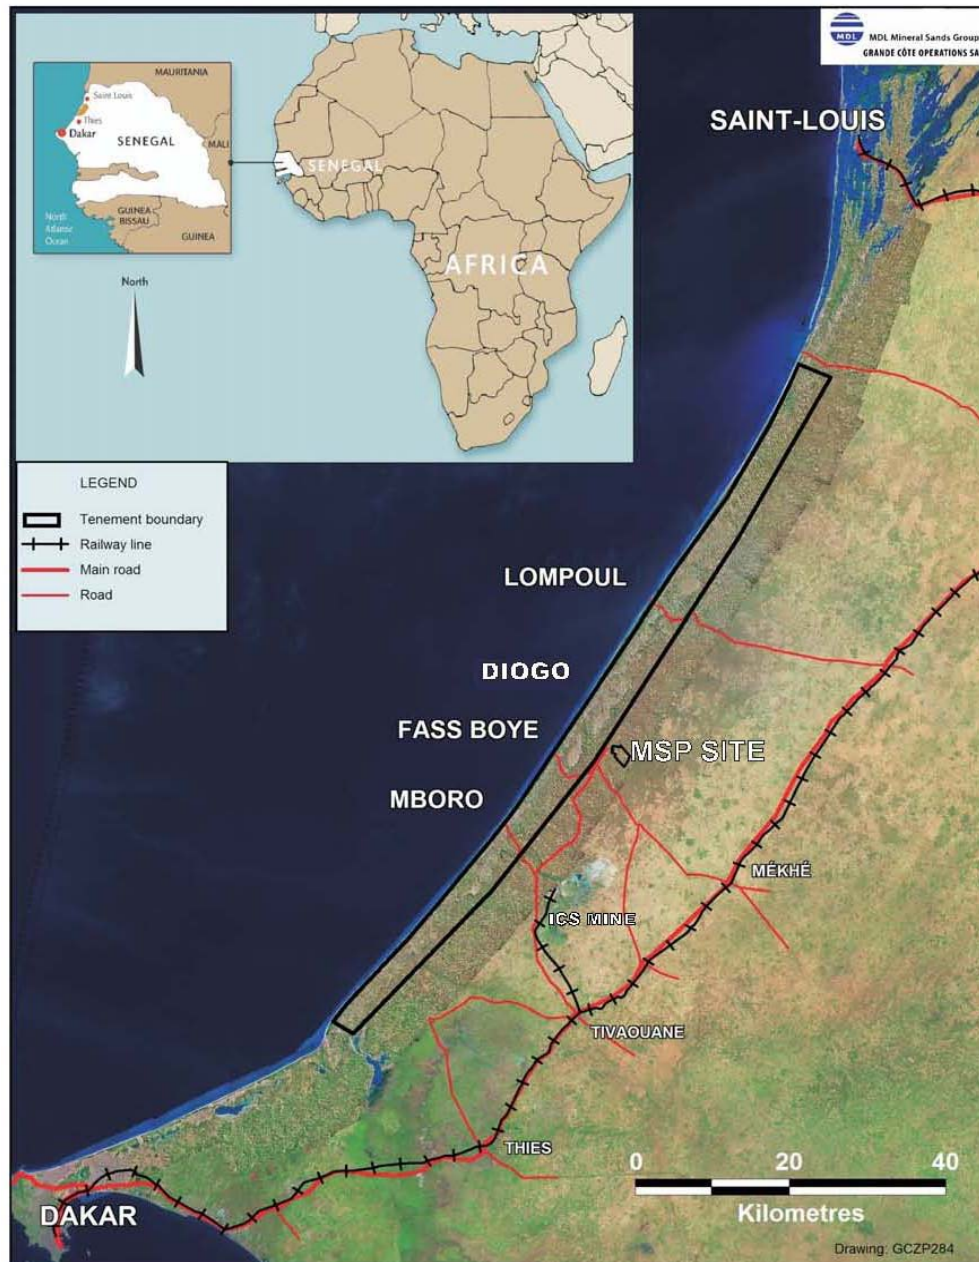 MDL
MDL Mineral Sands Group
GRANDE CÔTE OPERATIONS SA
MAURITANIA
Saint Louis
Thies
Dakar
SENEGAL
MALI
GUINEA
BISSAU
GUINEA
North
Atlantic
Ocean
SENEGAL
AFRICA
North
SAINT-LOUIS
LEGEND
Tenement boundary
Railway line
Main road
Road
LOMPOUL
DIOGO
FASS BOYE
MSP SITE
MBORO
MÉKHÉ
ICS MINE
TIVAOUANE
THIES
DAKAR
0 20 40
Kilometres
Drawing: GCZP284